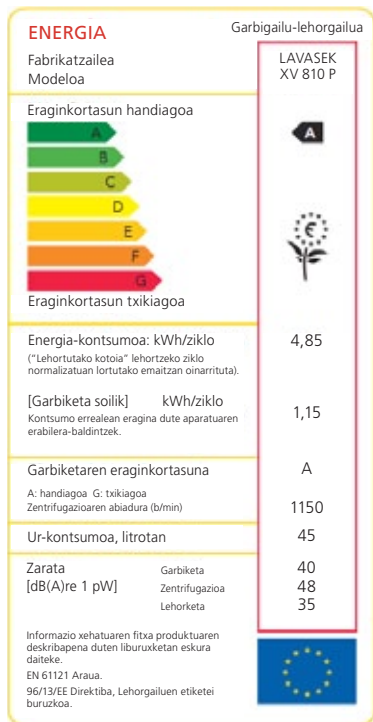 Garbigailu-lehorgailua
ENERGIA
Fabrikatzailea LAVASEK
Modeloa XV 810 P
Eraginkortasun handiagoa
A A
B
C
D
E
F
G
Eraginkortasun txikiagoa
Energia-kontsumoa: kWh/ziklo 4,85
("Lehortutako kotoia" lehortzeko ziklo
normalizatuan lortutako emaitzan oinarrituta).
[Garbiketa soilik] kWh/ziklo
Kontsumo errealean eragina dute aparatuaren 1,15
erabilera-baldintzek.
Garbiketaren eraginkortasuna A
A: handiagoa G: txikiagoa
Zentrifugazioaren abiadura (b/min) 1150
Ur-kontsumoa, litrotan 45
Zarata Garbiketa 40
[dB(A)re 1 pW] Zentrifugazioa 48
Lehorketa 35
Informazio xehatuaren fitxa produktuaren
deskribapena duten liburuxketan eskura
daiteke.
EN 61121 Araua.
96/13/EE Direktiba, Lehorgailuen etiketei
buruzkoa.